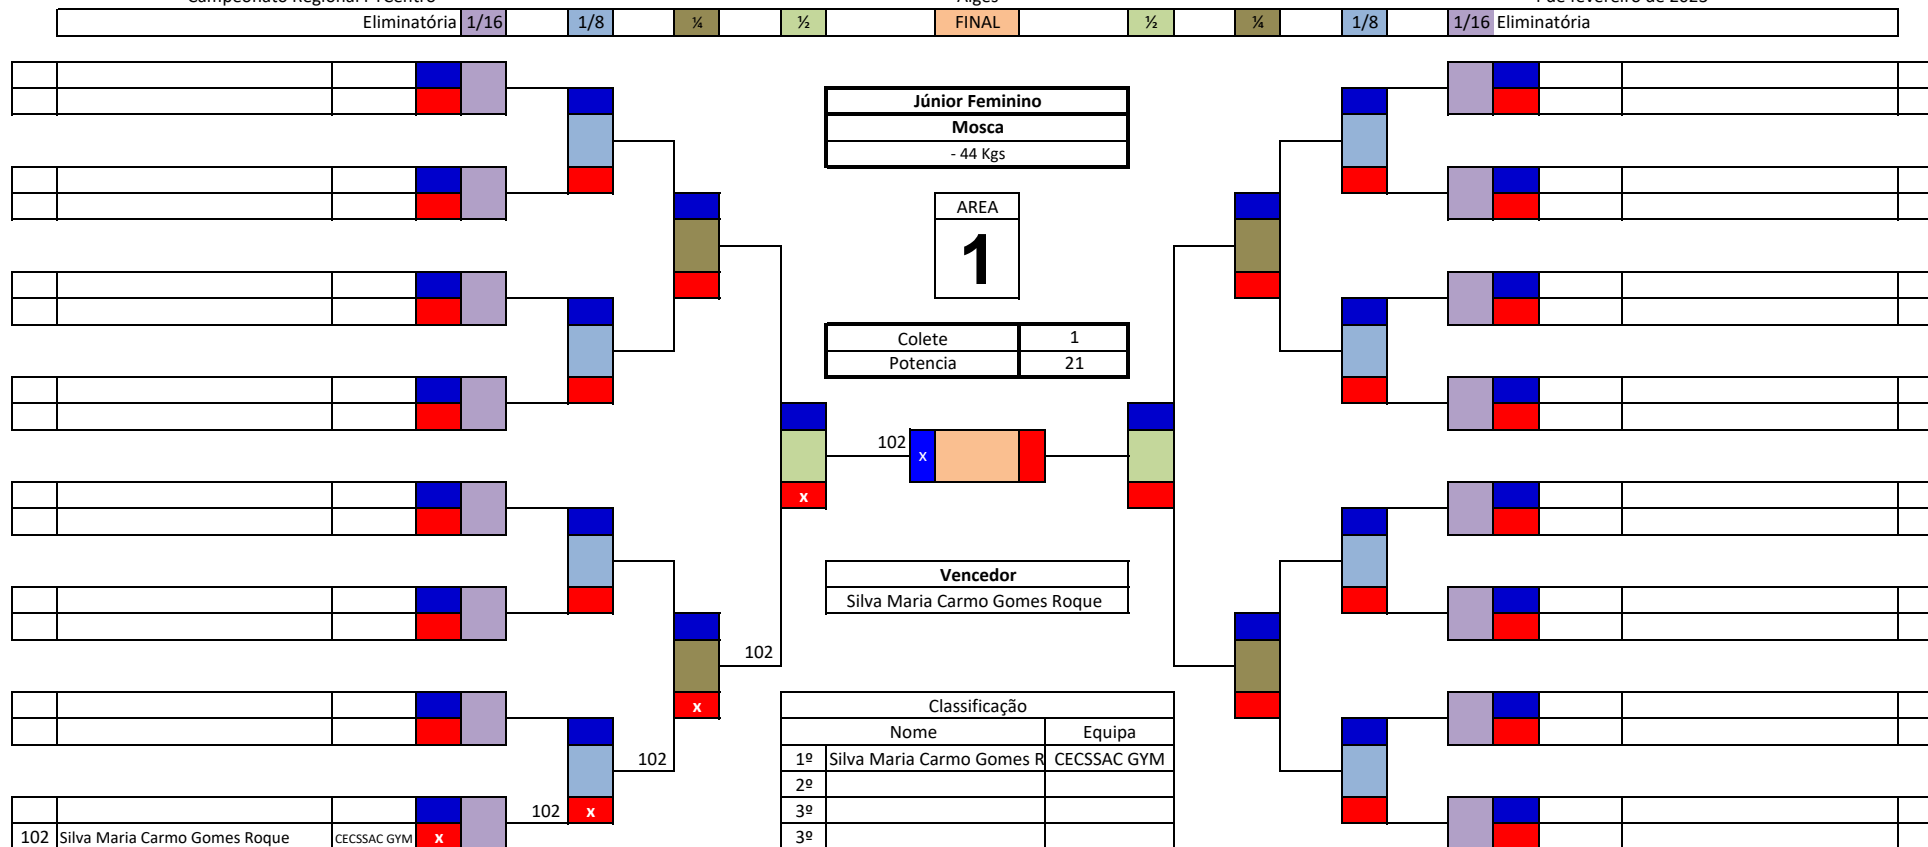 Eliminatória 1/16 1/8 ¼ ½ FINAL ½ ¼ 1/8 1/16 Eliminatória
Júnior Feminino
Mosca
- 44 Kgs
AREA
1
Colete 1
Potencia 21
102 x
x
Vencedor
Silva Maria Carmo Gomes Roque
102
x
Classificação
Nome Equipa
102
1º Silva Maria Carmo Gomes R CECSSAC GYM
2º
102 x
3º
102 Silva Maria Carmo Gomes Roque CECSSAC GYM x
3º